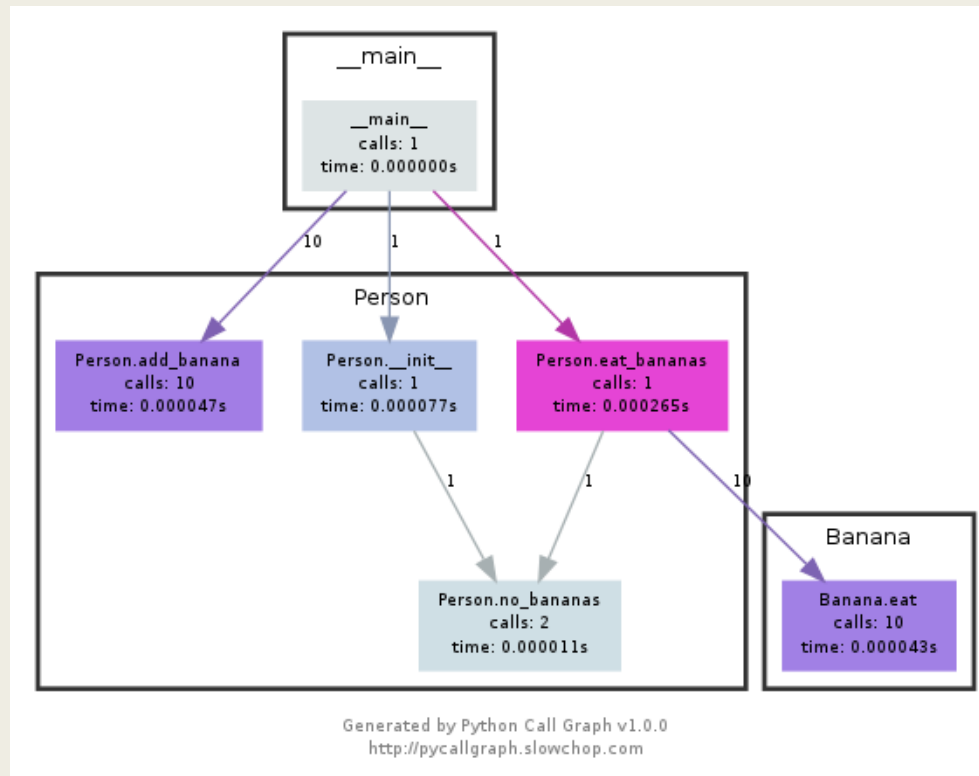 __main__
__main__
calls: 1
time: 0.000000s
10
1
1
Person
Person.add_banana
calls: 10
time: 0.000047s
Person.__init__
calls: 1
time: 0.000077s
Person.eat_bananas
calls: 1
time: 0.000265s
1
1
10
Person.no_bananas
calls: 2
time: 0.000011s
Banana
Banana.eat
calls: 10
time: 0.000043s
Generated by Python Call Graph v1.0.0
http://pycallgraph.slowchop.com